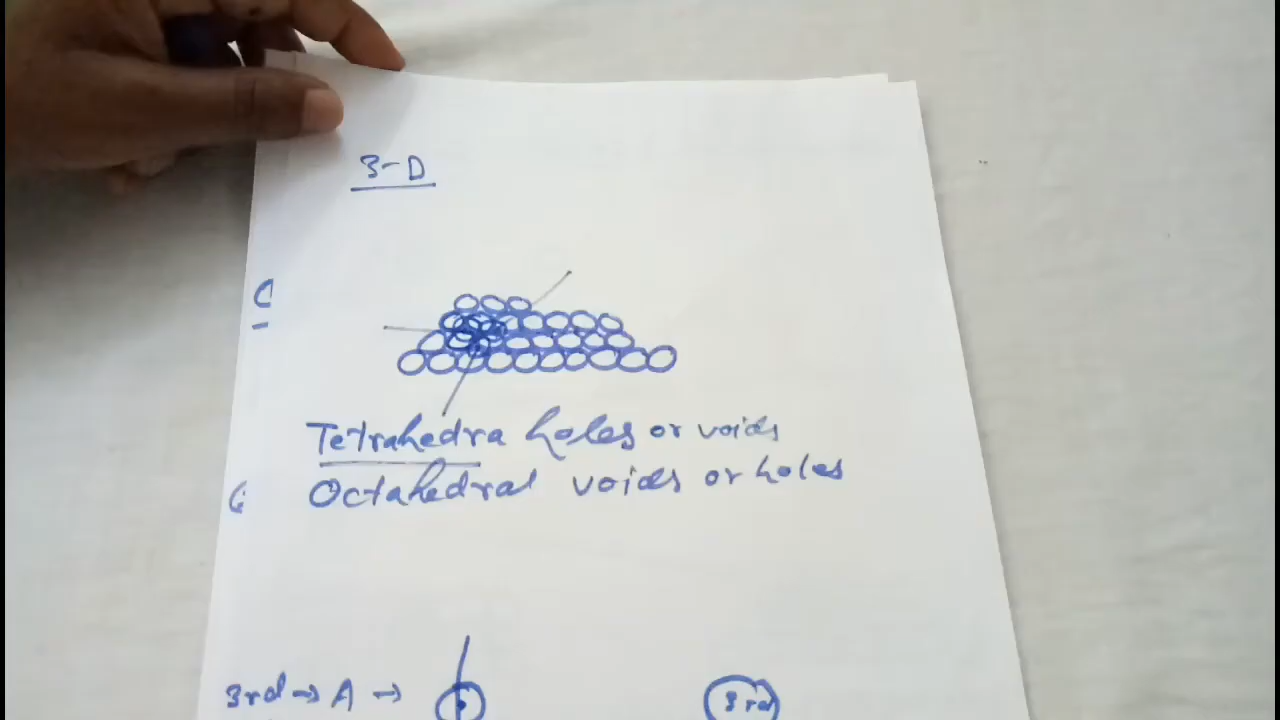 3-D
C
Tetrahedra holes or voids
Octahedral voids or holes
3rd → A →
3rd